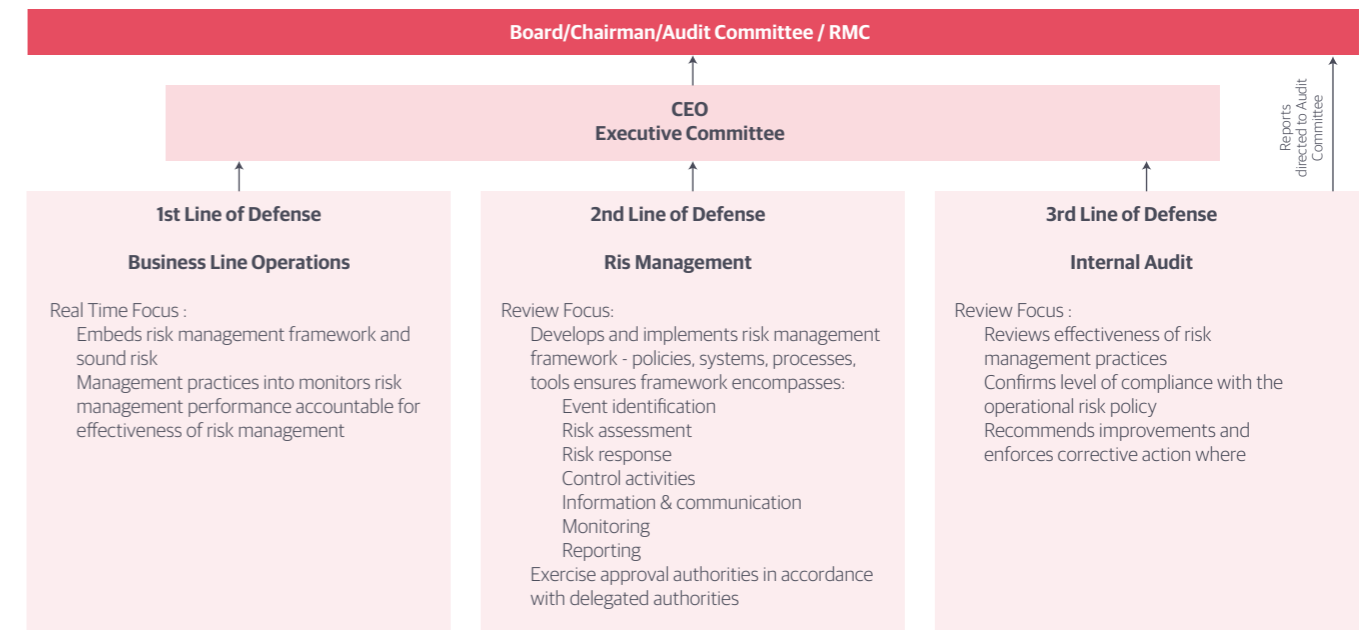 Board/Chairman/Audit Committee / RMC
CEO
Executive Committee
Reports
directed to Audit
Committee
1st Line of Defense
Business Line Operations
Real Time Focus :
Embeds risk management framework and
sound risk
Management practices into monitors risk
management performance accountable for
effectiveness of risk management
2nd Line of Defense
Ris Management
Review Focus:
Develops and implements risk management
framework - policies, systems, processes,
tools ensures framework encompasses:
Event identification
Risk assessment
Risk response
Control activities
Information & communication
Monitoring
Reporting
Exercise approval authorities in accordance
with delegated authorities
3rd Line of Defense
Internal Audit
Review Focus :
Reviews effectiveness of risk
management practices
Confirms level of compliance with the
operational risk policy
Recommends improvements and
enforces corrective action where